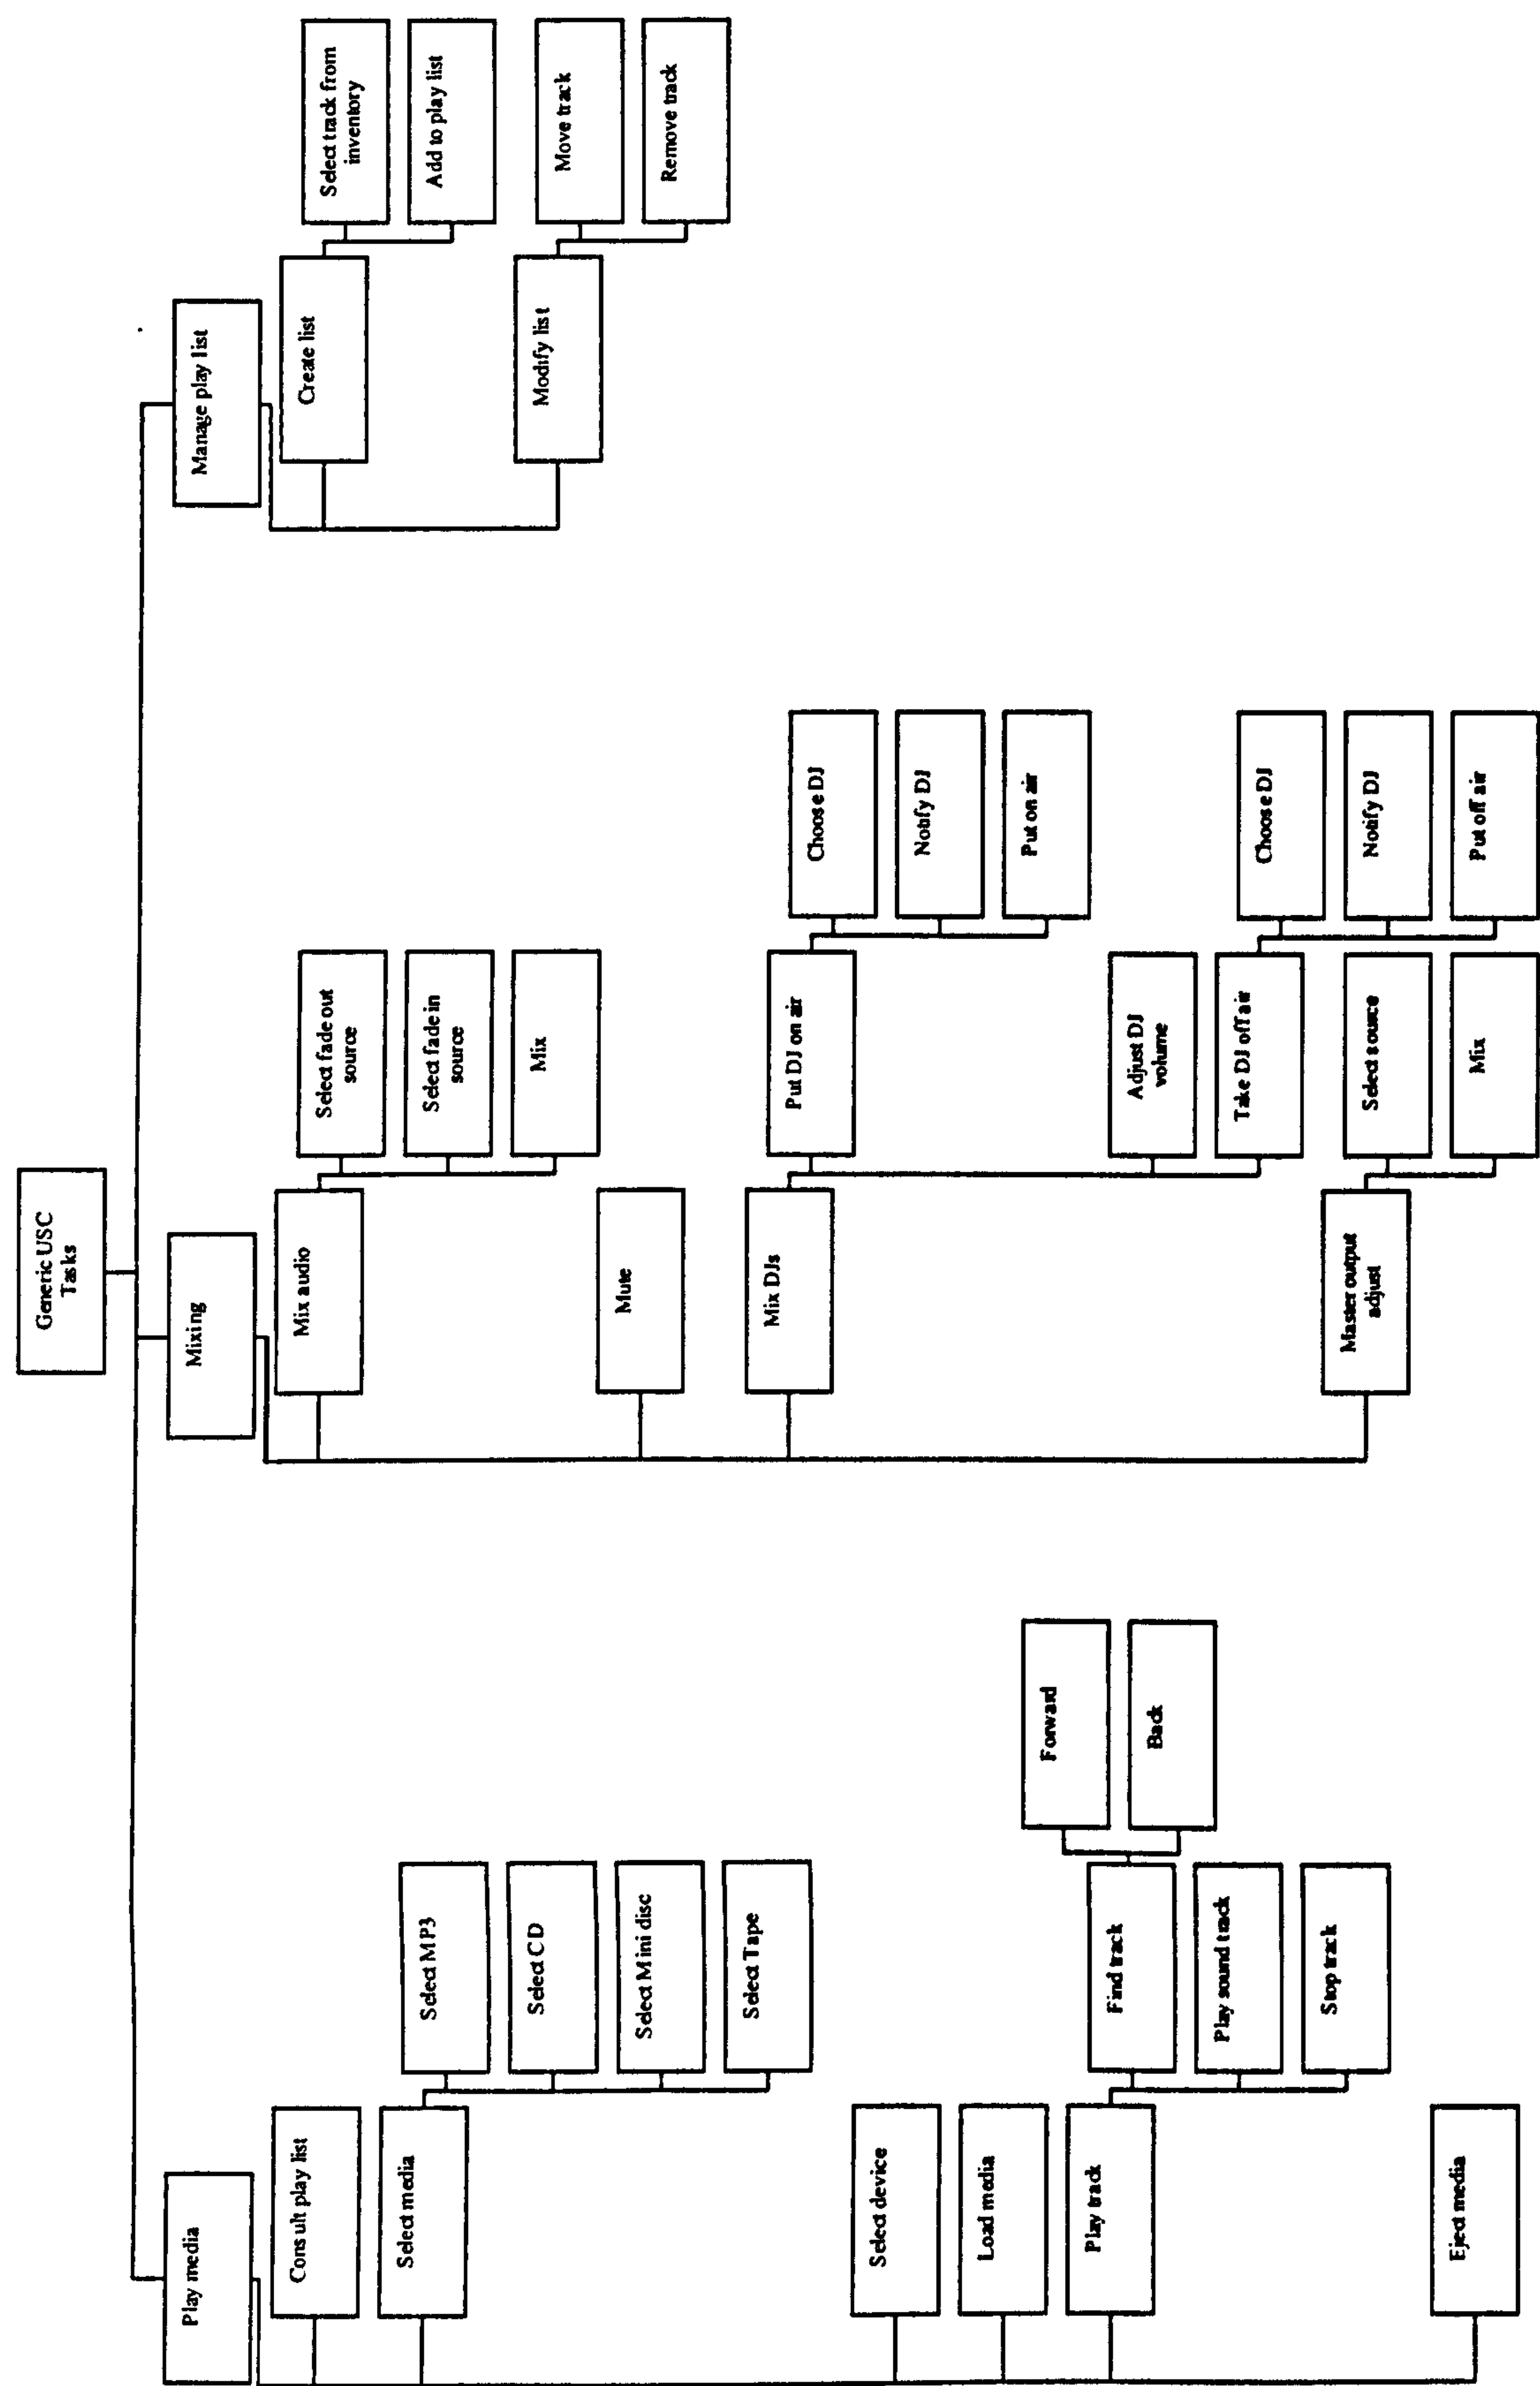 Generic USC
Tasks
Play media
Consult play list
Select media
Select MP3
Select CD
Select Mini disc
Select Tape
Select device
Load media
Play track
Find track
Forward
Back
Play sound track
Stop track
Eject media
Mixing
Mix audio
Select fade out
source
Select fade in
source
Mix
Mute
Mix DJs
Put DJ on air
Choose DJ
Notify DJ
Put on air
Adjust DJ
volume
Take DJ off air
Choose DJ
Notify DJ
Put off air
Master output
adjust
Select source
Mix
Manage play list
Create list
Select track from
inventory
Add to play list
Modify list
Move track
Remove track